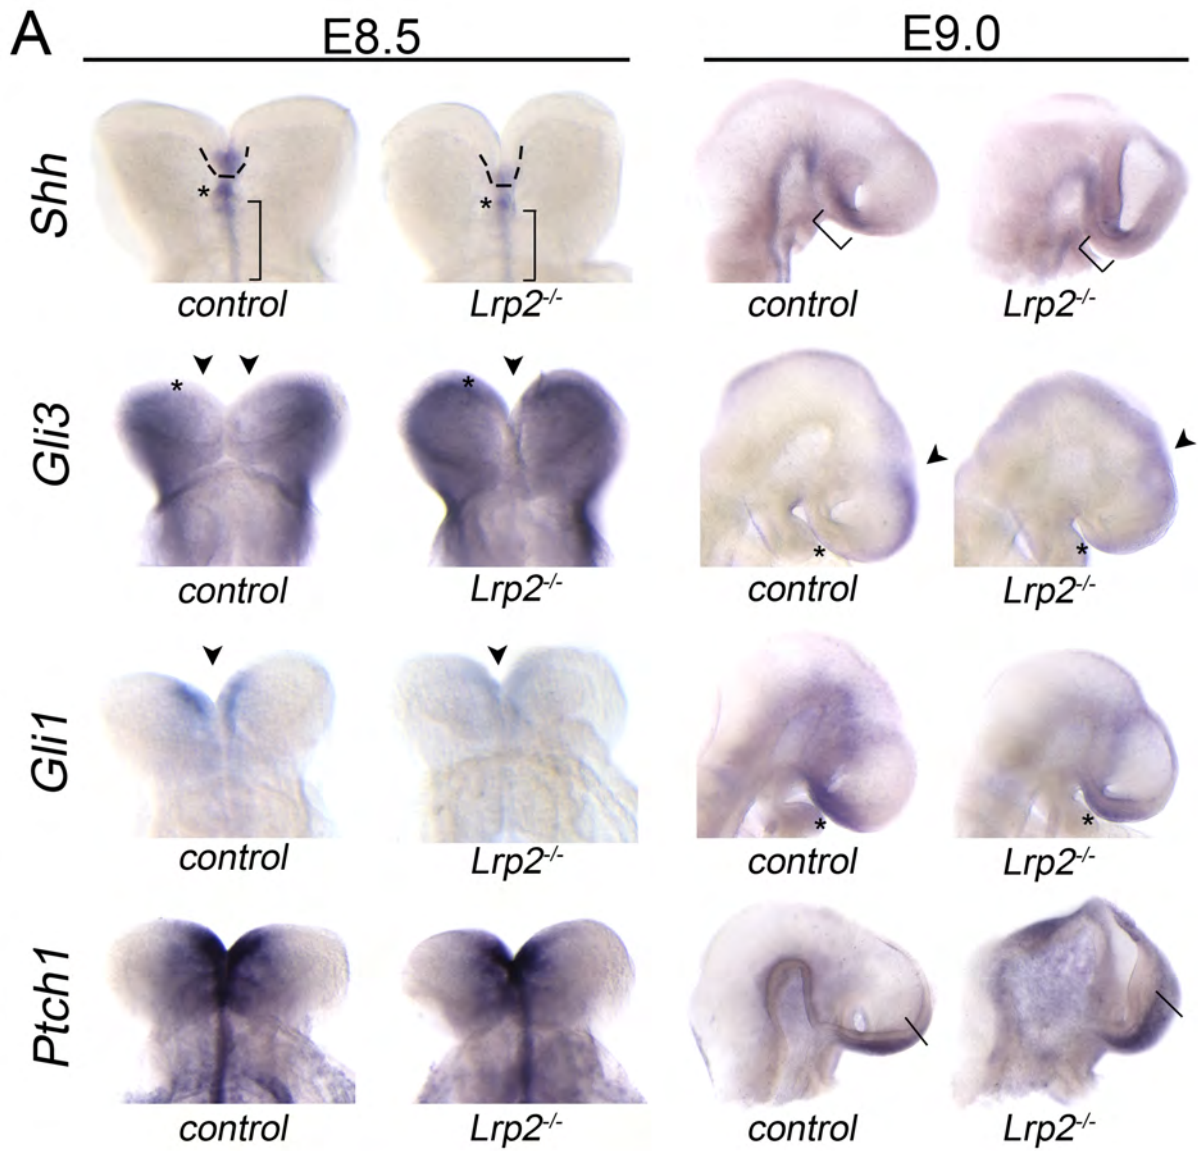 A
E8.5 E9.0
Shh
control Lrp2-/- control Lrp2-/-
Gli3
* * * *
control Lrp2-/- control Lrp2-/-
Gli1
control Lrp2-/- control Lrp2-/-
Ptch1
control Lrp2-/- control Lrp2-/-